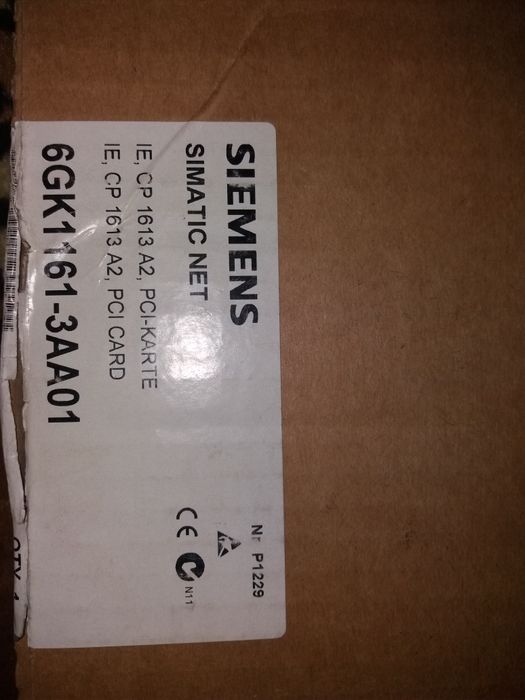 SIEMENS
Nr P1229
SIMATIC NET
IE, CP 1613 A2, PCI-KARTE
CE
N11
IE, CP 1613 A2, PCI CARD
6GK1161-3AA01